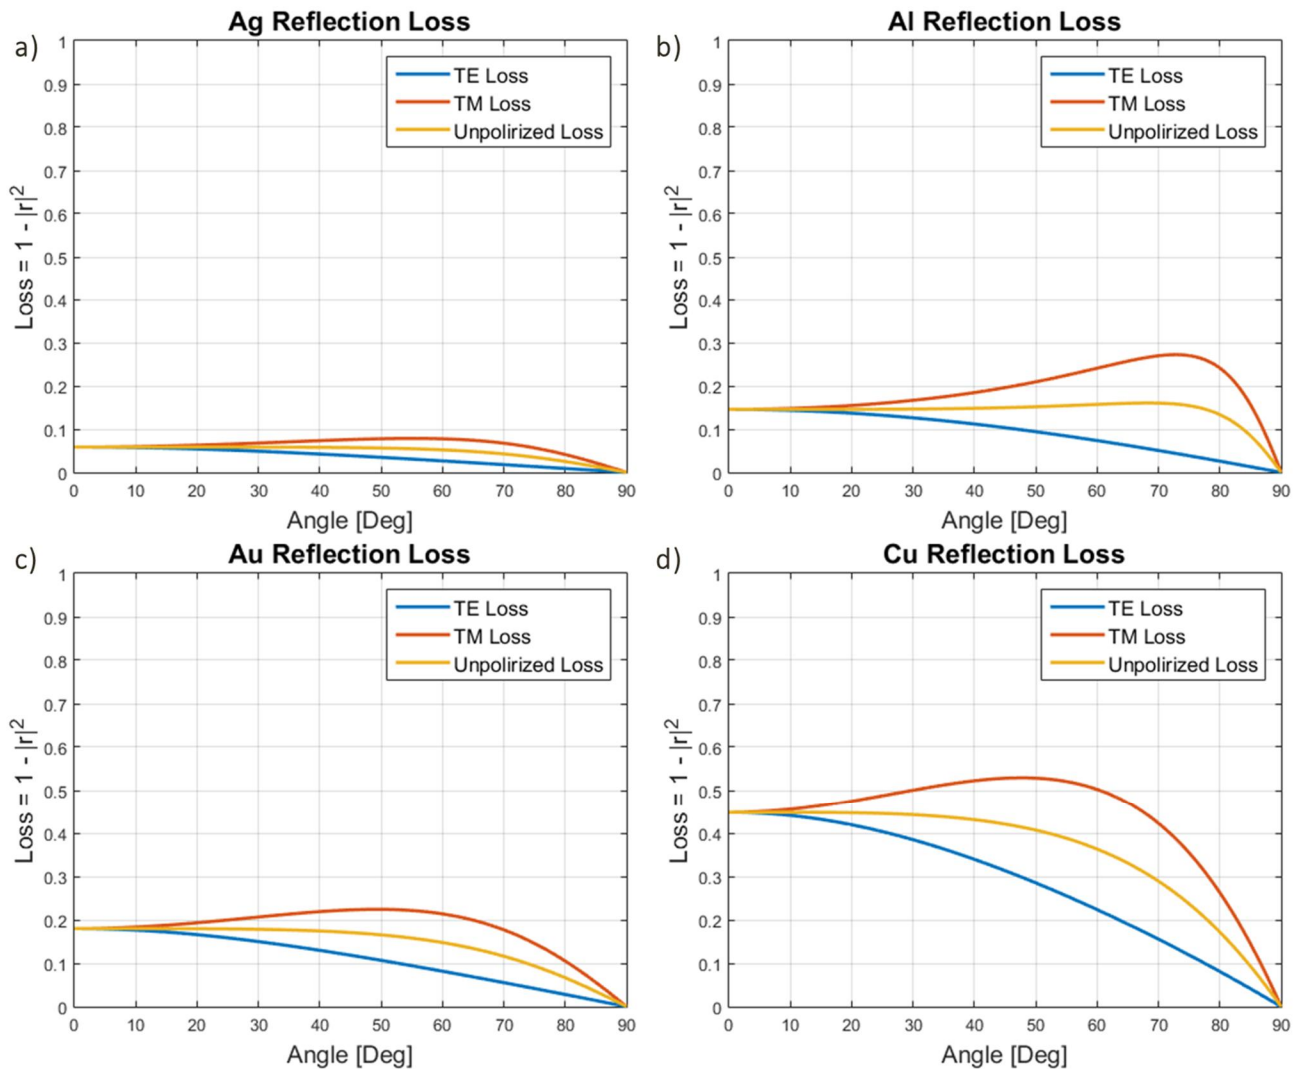 Ag Reflection Loss
a)
1
0.9
0.8
0.7
0.6
0.5
0.4
0.3
0.2
0.1
0
Loss = 1 - |r|²
TE Loss
TM Loss
Unpolirized Loss
0 10 20 30 40 50 60 70 80 90
Angle [Deg]
Al Reflection Loss
b)
1
0.9
0.8
0.7
0.6
0.5
0.4
0.3
0.2
0.1
0
Loss = 1 - |r|²
TE Loss
TM Loss
Unpolirized Loss
0 10 20 30 40 50 60 70 80 90
Angle [Deg]
Au Reflection Loss
c)
1
0.9
0.8
0.7
0.6
0.5
0.4
0.3
0.2
0.1
0
Loss = 1 - |r|²
TE Loss
TM Loss
Unpolirized Loss
0 10 20 30 40 50 60 70 80 90
Angle [Deg]
Cu Reflection Loss
d)
1
0.9
0.8
0.7
0.6
0.5
0.4
0.3
0.2
0.1
0
Loss = 1 - |r|²
TE Loss
TM Loss
Unpolirized Loss
0 10 20 30 40 50 60 70 80 90
Angle [Deg]